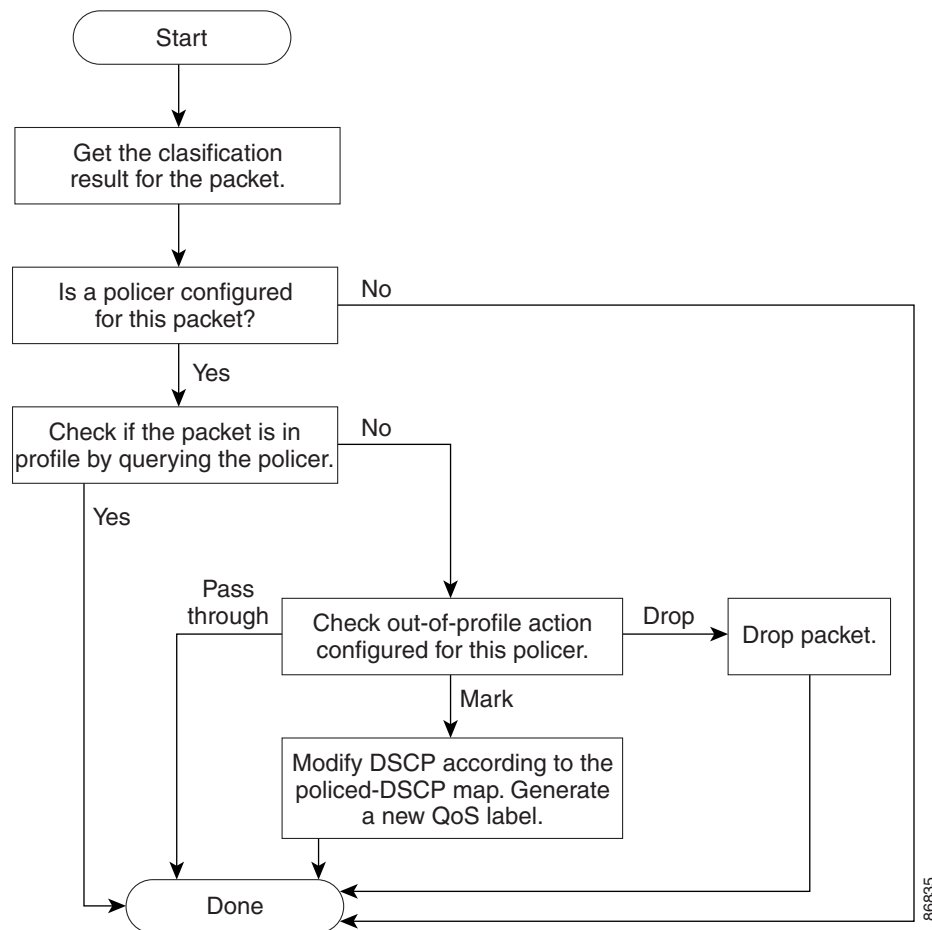 Start
Get the clasification
result for the packet.
Is a policer configured
for this packet?
No
Yes
Check if the packet is in
profile by querying the policer.
No
Yes
Pass
through
Check out-of-profile action
configured for this policer.
Drop
Drop packet.
Mark
Modify DSCP according to the
policed-DSCP map. Generate
a new QoS label.
Done
86835